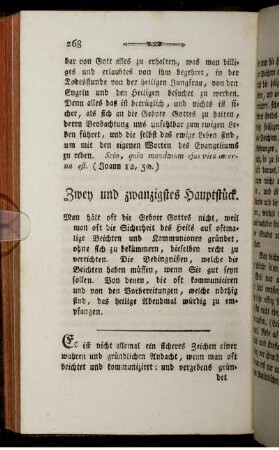 268
bar von Gott alles zu erhalten, was man billi-
ges und erlaubtes von ihm begehret, in der
Todesstunde von der heiligen Jungfrau, von
den Engeln und den Heiligen besuchet zu werden.
Denn alles das ist betrüglich, und nichts ist si-
cher, als sich an die Gebote Gottes zu halten,
deren Beobachtung uns unfehlbar zum ewigen Le-
ben führet, und die selbst das ewige Leben sind,
um mit den eigenen Worten des Evangeliums
zu reden. Scio, quia mandatum ejus vita æter-
na est. (Joann 12, 50.)
Zwey und zwanzigstes Hauptstück.
Man hält oft die Gebote Gottes nicht, weil
man oft die Sicherheit des Heils auf oftma-
lige Beichten und Kommunionen gründet,
ohne sich zu bekümmern, dieselben recht zu
verrichten. Die Bedingnißen, welche die
Beichten haben müssen, wenn Sie gut seyn
sollen. Von denen, die oft kommuniciren
und von den Vorbereitungen, welche nöthig
sind, das heilige Abendmal würdig zu em-
pfangen.
Es ist nicht allemal ein sicheres Zeichen einer
wahren und gründlichen Andacht, wenn man oft
beichtet und kommuniziret: und vergebens grün-
det